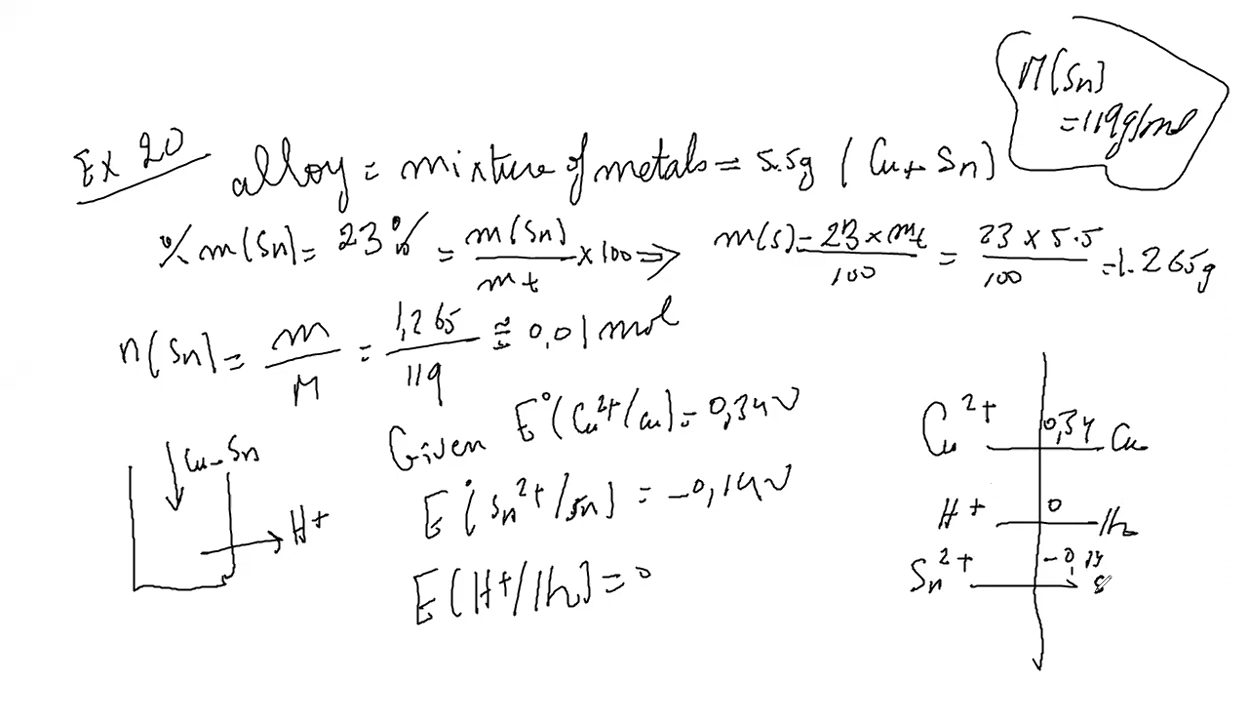 M(Sn)
=119g/mol
Ex 20
alloy = mixture of metals = 5.5g (Cu + Sn)
% m(Sn) = 23% = m(Sn)/mt ×100 ⇒ m(S) = 23 × mt/100 = 23 × 5.5/100 = 1.265g
n(Sn) = m/M = 1,265/119 ≅ 0,01 mol
Given E°(Cu2+/Cu) = 0,34V
E°(Sn2+/Sn) = -0,14V
E(H+/H2) = 0
Cu-Sn
H+
Cu2+ 0,34 Cu
H+ 0 H2
Sn2+ -0,14